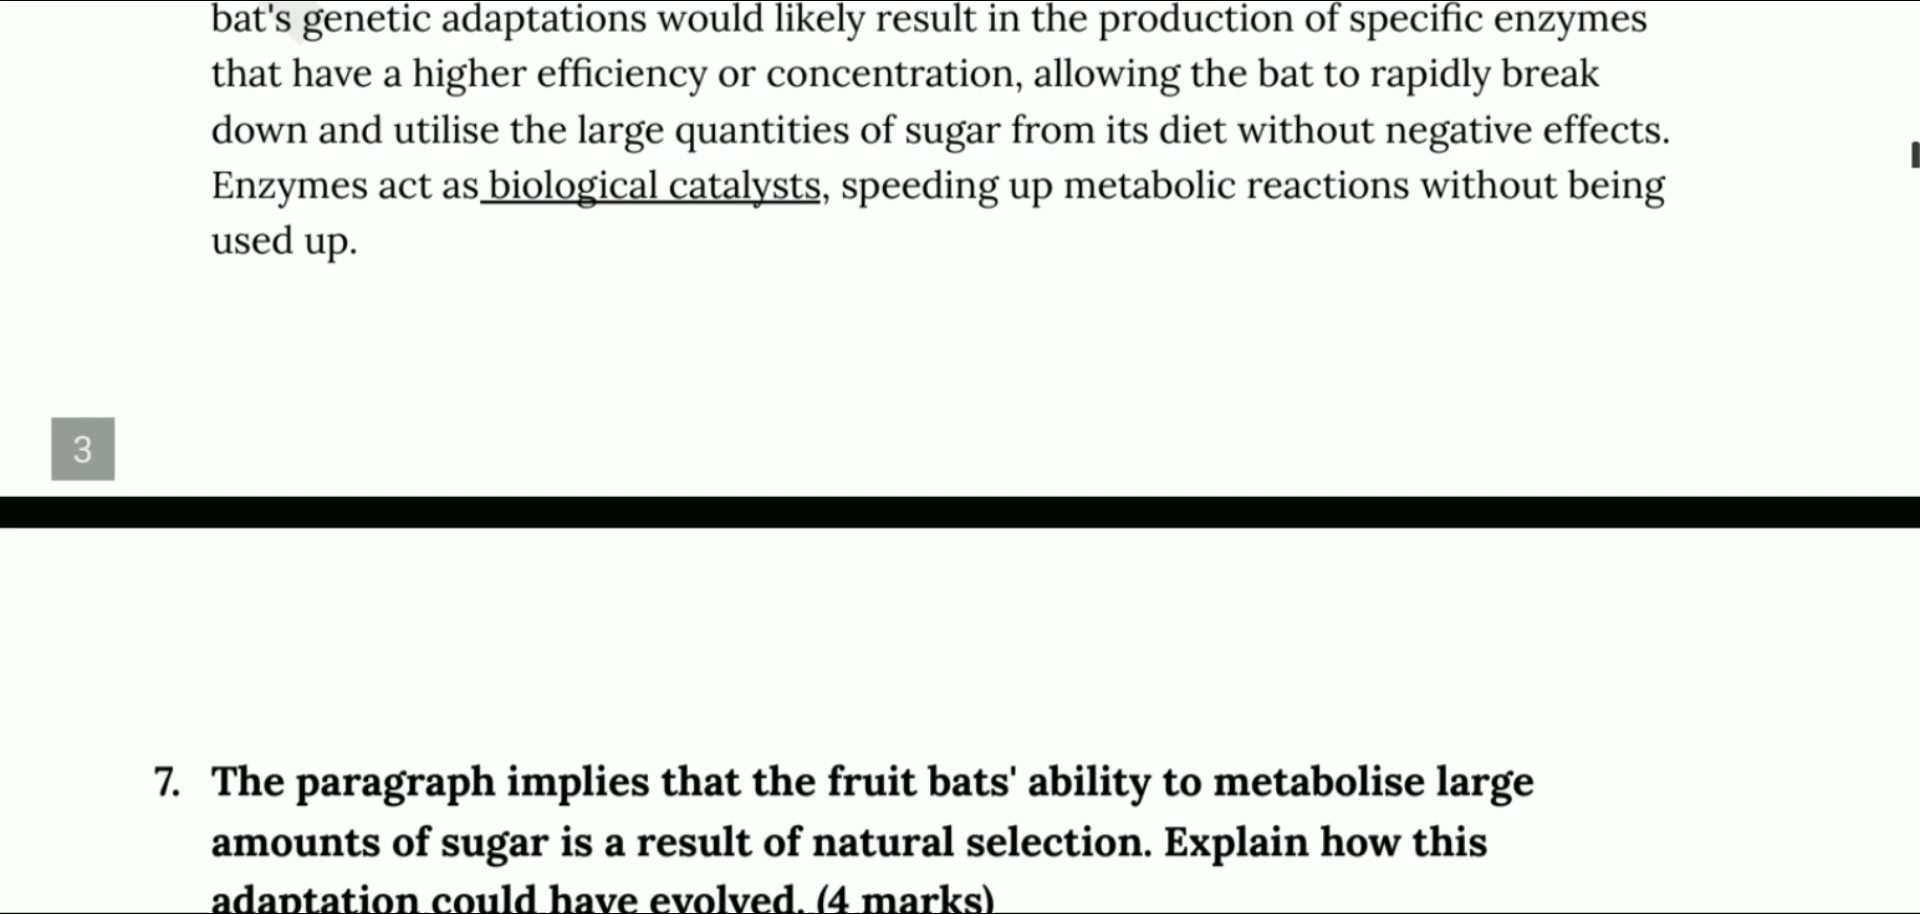 bat's genetic adaptations would likely result in the production of specific enzymes
that have a higher efficiency or concentration, allowing the bat to rapidly break
down and utilise the large quantities of sugar from its diet without negative effects.
Enzymes act as biological catalysts, speeding up metabolic reactions without being
used up.
3
7. The paragraph implies that the fruit bats' ability to metabolise large
amounts of sugar is a result of natural selection. Explain how this
adaptation could have evolved. (4 marks)